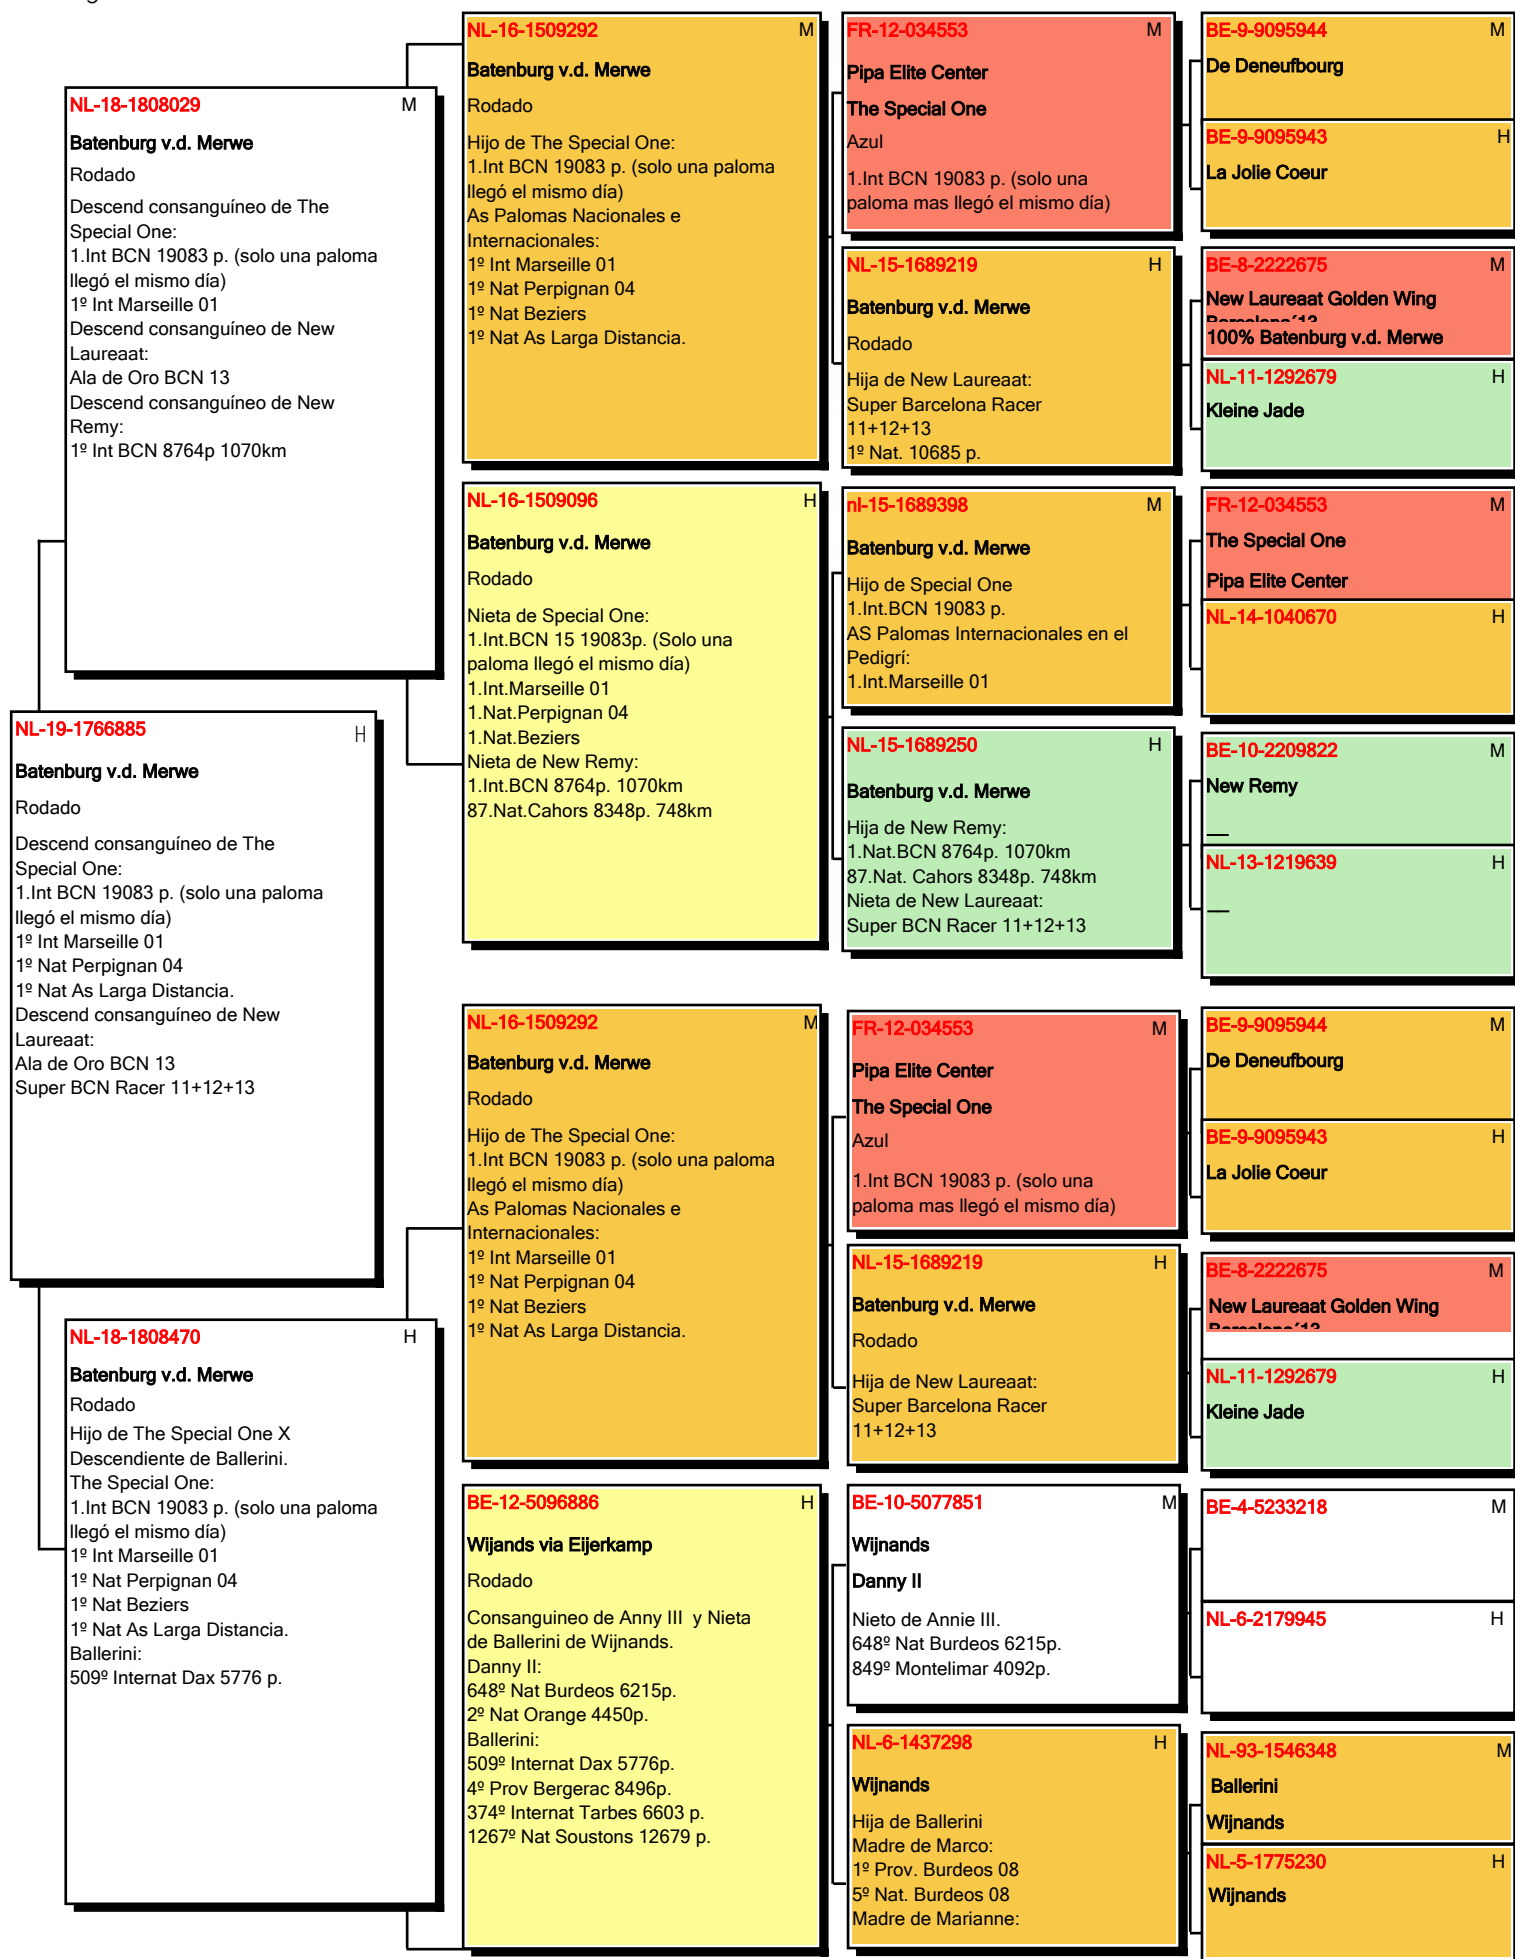 NL-19-1766885 H
Batenburg v.d. Merwe
Rodado
Descend consanguíneo de The
Special One:
1.Int BCN 19083 p. (solo una paloma
llegó el mismo día)
1º Int Marseille 01
1º Nat Perpignan 04
1º Nat As Larga Distancia.
Descend consanguíneo de New
Laureaat:
Ala de Oro BCN 13
Super BCN Racer 11+12+13
NL-18-1808029 M
Batenburg v.d. Merwe
Rodado
Descend consanguíneo de The
Special One:
1.Int BCN 19083 p. (solo una paloma
llegó el mismo día)
1º Int Marseille 01
Descend consanguíneo de New
Laureaat:
Ala de Oro BCN 13
Descend consanguíneo de New
Remy:
1º Int BCN 8764p 1070km
NL-18-1808470 H
Batenburg v.d. Merwe
Rodado
Hijo de The Special One X
Descendiente de Ballerini.
The Special One:
1.Int BCN 19083 p. (solo una paloma
llegó el mismo día)
1º Int Marseille 01
1º Nat Perpignan 04
1º Nat Beziers
1º Nat As Larga Distancia.
Ballerini:
509º Internat Dax 5776 p.
NL-16-1509292 M
Batenburg v.d. Merwe
Rodado
Hijo de The Special One:
1.Int BCN 19083 p. (solo una paloma
llegó el mismo día)
As Palomas Nacionales e
Internacionales:
1º Int Marseille 01
1º Nat Perpignan 04
1º Nat Beziers
1º Nat As Larga Distancia.
NL-16-1509096 H
Batenburg v.d. Merwe
Rodado
Nieta de Special One:
1.Int.BCN 15 19083p. (Solo una
paloma llegó el mismo día)
1.Int.Marseille 01
1.Nat.Perpignan 04
1.Nat.Beziers
Nieta de New Remy:
1.Int.BCN 8764p. 1070km
87.Nat.Cahors 8348p. 748km
NL-16-1509292 M
Batenburg v.d. Merwe
Rodado
Hijo de The Special One:
1.Int BCN 19083 p. (solo una paloma
llegó el mismo día)
As Palomas Nacionales e
Internacionales:
1º Int Marseille 01
1º Nat Perpignan 04
1º Nat Beziers
1º Nat As Larga Distancia.
BE-12-5096886 H
Wijands via Eijerkamp
Rodado
Consanguineo de Anny III y Nieta
de Ballerini de Wijnands.
Danny II:
648º Nat Burdeos 6215p.
2º Nat Orange 4450p.
Ballerini:
509º Internat Dax 5776p.
4º Prov Bergerac 8496p.
374º Internat Tarbes 6603 p.
1267º Nat Soustons 12679 p.
FR-12-034553 M
Pipa Elite Center
The Special One
Azul
1.Int BCN 19083 p. (solo una
paloma mas llegó el mismo día)
NL-15-1689219 H
Batenburg v.d. Merwe
Rodado
Hija de New Laureaat:
Super Barcelona Racer
11+12+13
1º Nat. 10685 p.
nl-15-1689398 M
Batenburg v.d. Merwe
Hijo de Special One
1.Int.BCN 19083 p.
AS Palomas Internacionales en el
Pedigrí:
1.Int.Marseille 01
NL-15-1689250 H
Batenburg v.d. Merwe
Hija de New Remy:
1.Nat.BCN 8764p. 1070km
87.Nat. Cahors 8348p. 748km
Nieta de New Laureaat:
Super BCN Racer 11+12+13
FR-12-034553 M
Pipa Elite Center
The Special One
Azul
1.Int BCN 19083 p. (solo una
paloma mas llegó el mismo día)
NL-15-1689219 H
Batenburg v.d. Merwe
Rodado
Hija de New Laureaat:
Super Barcelona Racer
11+12+13
BE-10-5077851 M
Wijnands
Danny II
Nieto de Annie III.
648º Nat Burdeos 6215p.
849º Montelimar 4092p.
NL-6-1437298 H
Wijnands
Hija de Ballerini
Madre de Marco:
1º Prov. Burdeos 08
5º Nat. Burdeos 08
Madre de Marianne:
BE-9-9095944 M
De Deneufbourg
BE-9-9095943 H
La Jolie Coeur
BE-8-2222675 M
New Laureaat Golden Wing
Barcelona´13
100% Batenburg v.d. Merwe
NL-11-1292679 H
Kleine Jade
FR-12-034553 M
The Special One
Pipa Elite Center
NL-14-1040670 H
BE-10-2209822 M
New Remy
__
NL-13-1219639 H
__
BE-9-9095944 M
De Deneufbourg
BE-9-9095943 H
La Jolie Coeur
BE-8-2222675 M
New Laureaat Golden Wing
Barcelona´13
NL-11-1292679 H
Kleine Jade
BE-4-5233218 M
NL-6-2179945 H
NL-93-1546348 M
Ballerini
Wijnands
NL-5-1775230 H
Wijnands